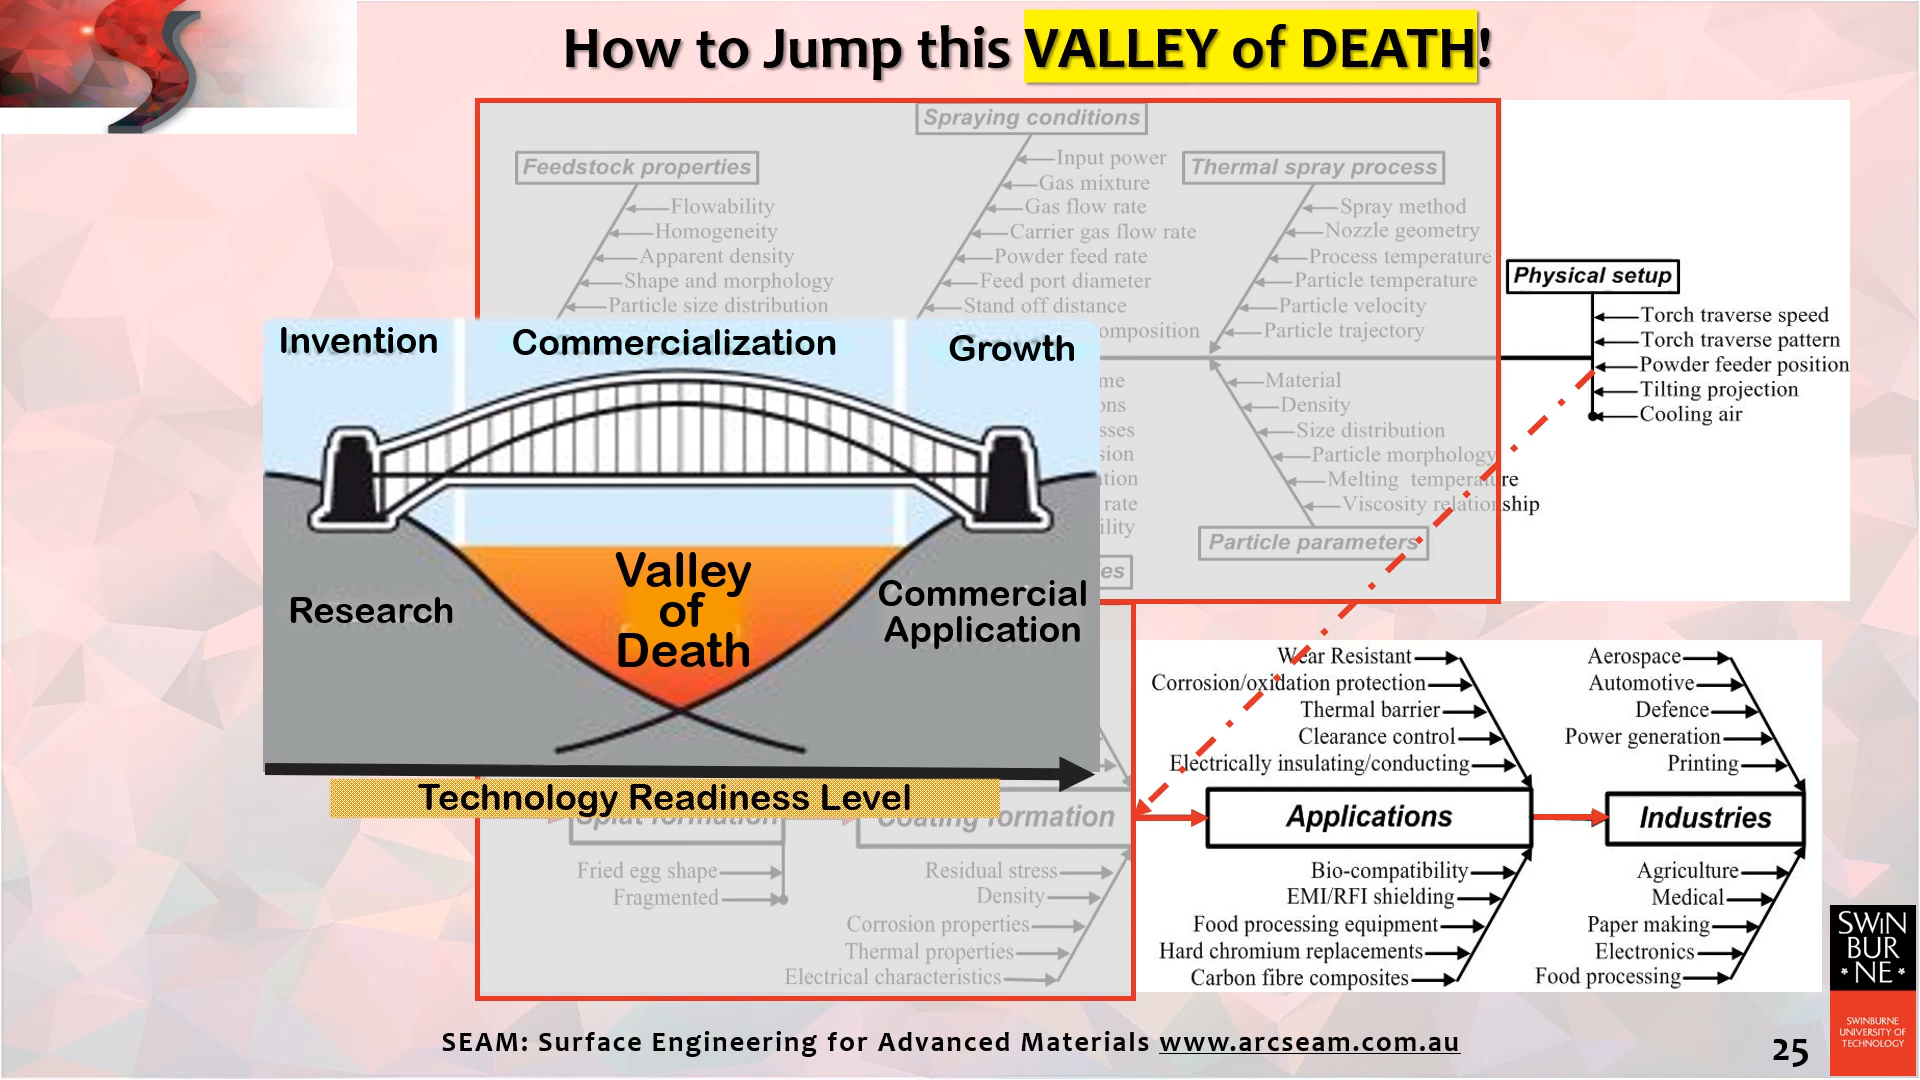 How to Jump this VALLEY of DEATH!
Spraying conditions
Input power
Gas mixture
Gas flow rate
Carrier gas flow rate
Powder feed rate
Feed port diameter
Stand off distance
omposition
Feedstock properties
Flowability
Homogeneity
Apparent density
Shape and morphology
Particle size distribution
Thermal spray process
Spray method
Nozzle geometry
Process temperature
Particle temperature
Particle velocity
Particle trajectory
Physical setup
Torch traverse speed
Torch traverse pattern
Powder feeder position
Tilting projection
Cooling air
Material
Density
Size distribution
Particle morphology
Melting temperature
Viscosity relationship
Particle parameters
me
ons
sses
sion
ation
rate
ility
ies
Invention
Commercialization
Growth
Valley
of
Death
Research
Commercial
Application
Technology Readiness Level
Splat formation
Fried egg shape
Fragmented
Coating formation
Residual stress
Density
Corrosion properties
Thermal properties
Electrical characteristics
Wear Resistant
Corrosion/oxidation protection
Thermal barrier
Clearance control
Electrically insulating/conducting
Applications
Bio-compatibility
EMI/RFI shielding
Food processing equipment
Hard chromium replacements
Carbon fibre composites
Aerospace
Automotive
Defence
Power generation
Printing
Industries
Agriculture
Medical
Paper making
Electronics
Food processing
SWIN
BUR
*NE*
SWINBURNE
UNIVERSITY OF
TECHNOLOGY
SEAM: Surface Engineering for Advanced Materials www.arcseam.com.au
25